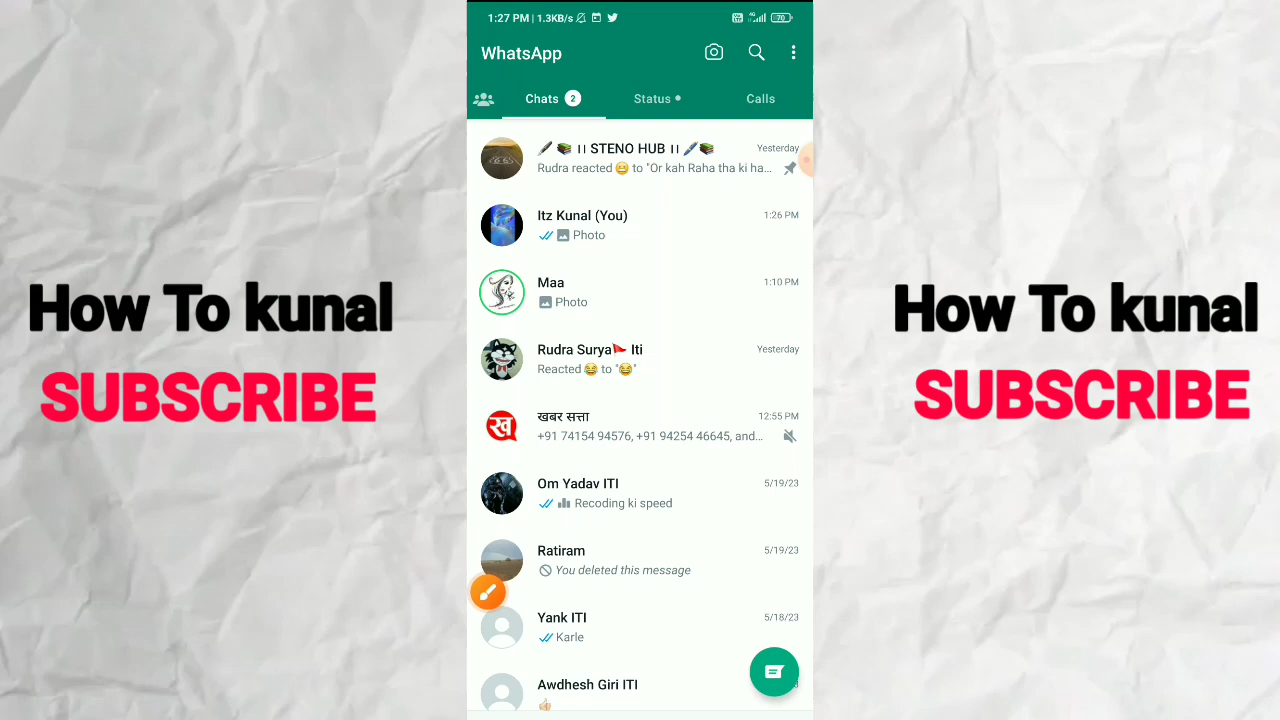 1:27 PM | 1.3KB/s
70
WhatsApp
Chats 2
Status
Calls
।। STENO HUB ।।
Yesterday
Rudra reacted 😄 to "Or kah Raha tha ki ha...
Itz Kunal (You)
1:26 PM
Photo
Maa
1:10 PM
Photo
Rudra Surya🚩 Iti
Yesterday
Reacted 😂 to "😂"
ख
खबर सत्ता
12:55 PM
+91 74154 94576, +91 94254 46645, and...
Om Yadav ITI
5/19/23
Recoding ki speed
Ratiram
5/19/23
You deleted this message
Yank ITI
5/18/23
Karle
Awdhesh Giri ITI
👍🏻
How To kunal
SUBSCRIBE
How To kunal
SUBSCRIBE